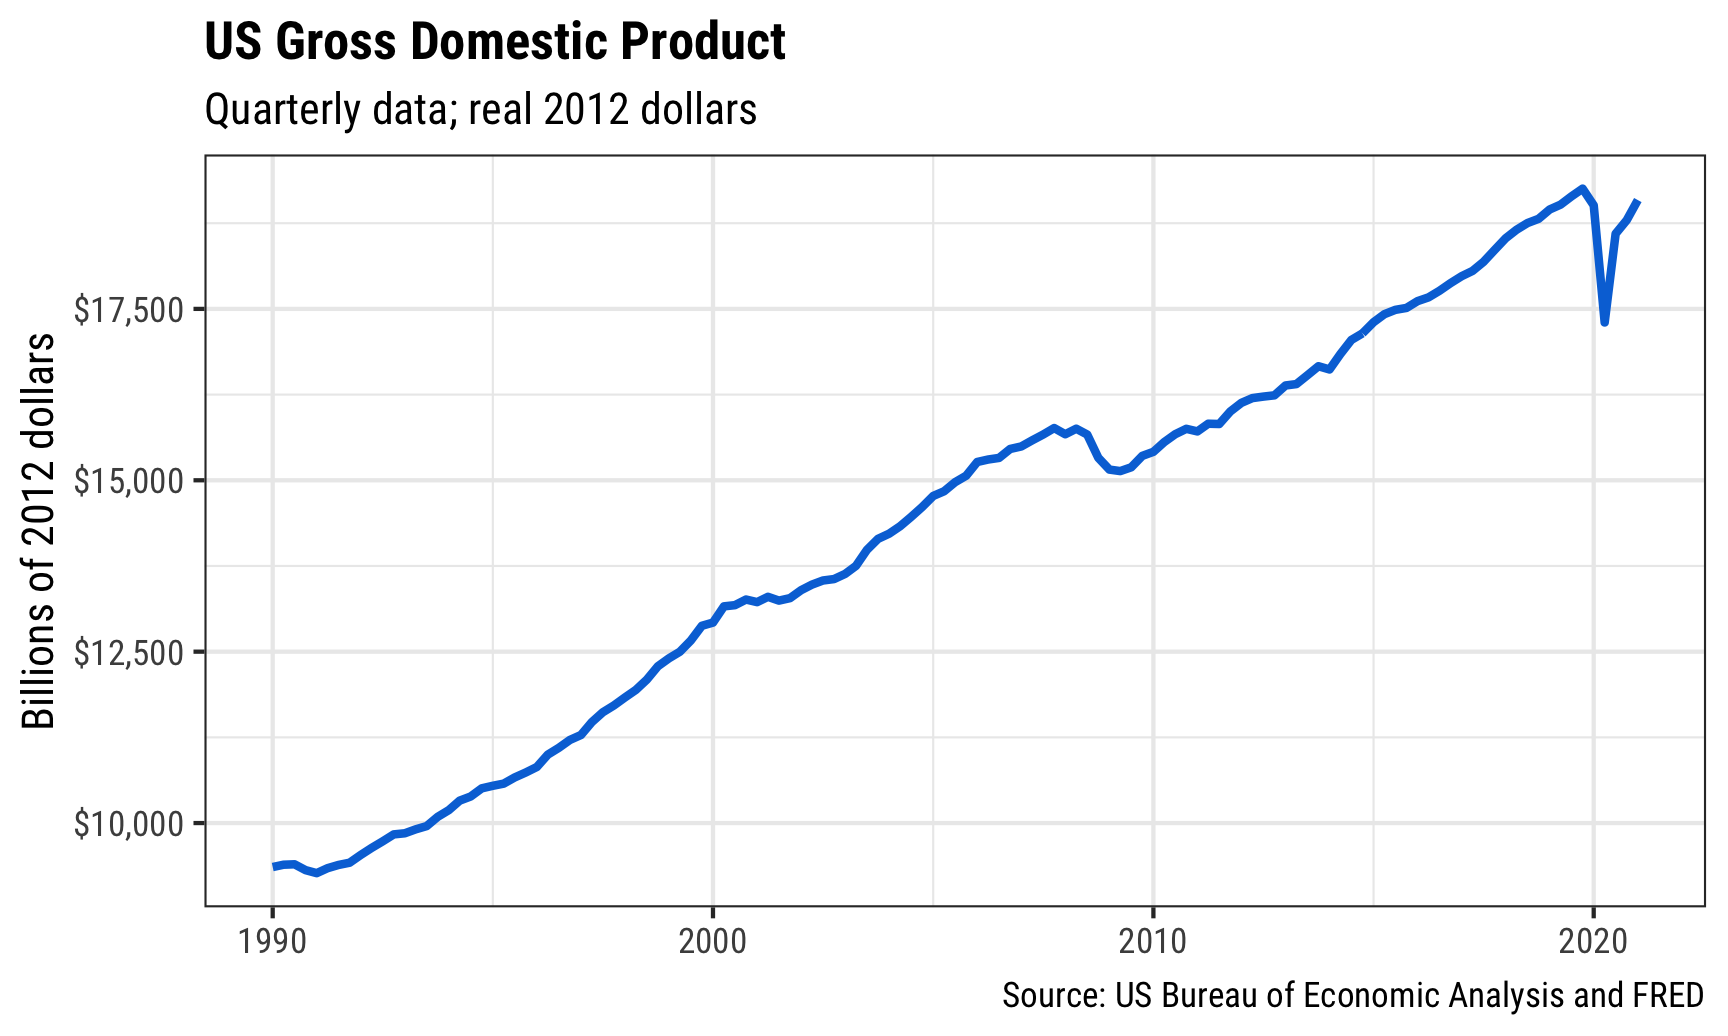 US Gross Domestic Product
Quarterly data; real 2012 dollars
Billions of 2012 dollars
$17,500
$15,000
$12,500
$10,000
1990 2000 2010 2020
Source: US Bureau of Economic Analysis and FRED